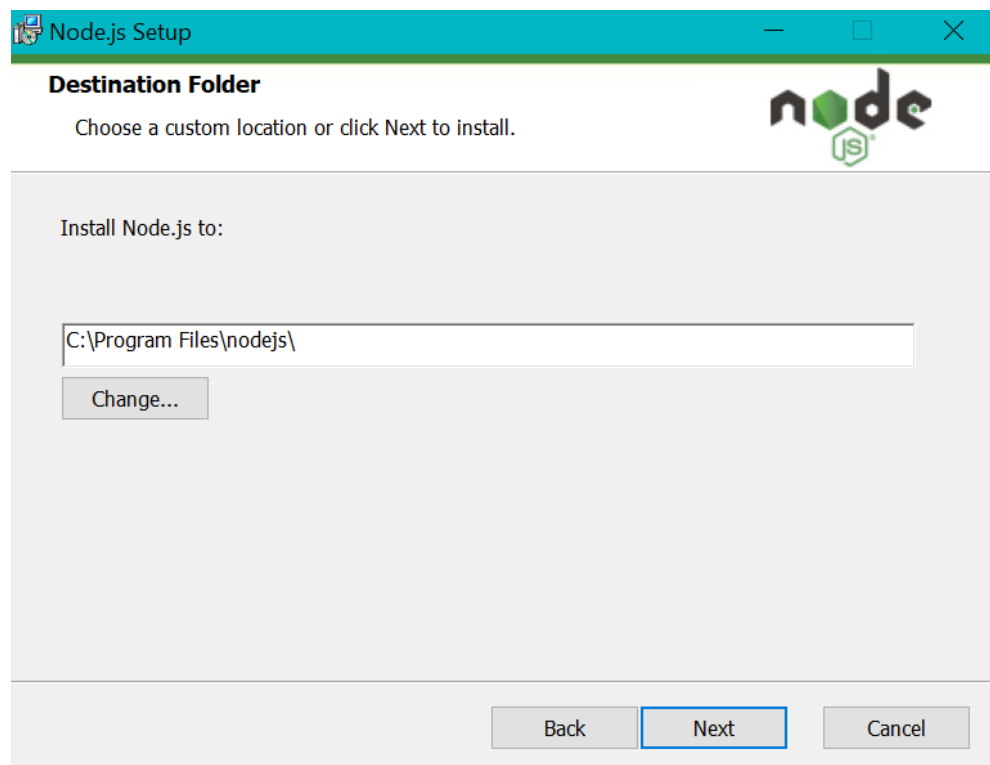 Node.js Setup
Destination Folder
Choose a custom location or click Next to install.
node
JS
Install Node.js to:
C:\Program Files\nodejs\
Change...
Back
Next
Cancel